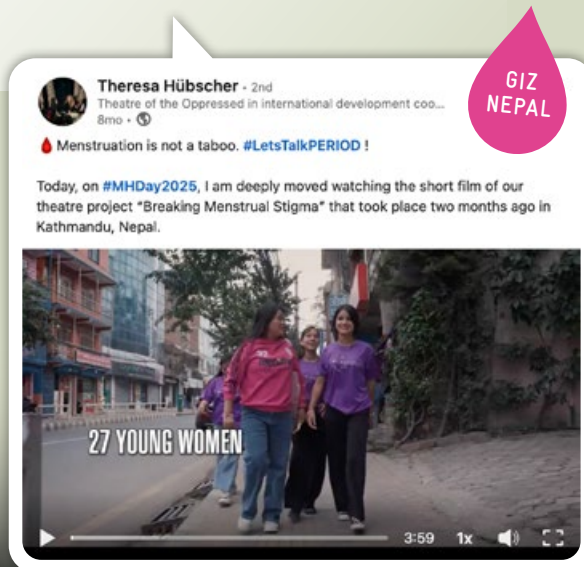 GIZ
NEPAL
Theresa Hübscher · 2nd
Theatre of the Oppressed in international development coo...
8mo ·
Menstruation is not a taboo. #LetsTalkPERIOD !
Today, on #MHDay2025, I am deeply moved watching the short film of our
theatre project "Breaking Menstrual Stigma" that took place two months ago in
Kathmandu, Nepal.
27 YOUNG WOMEN
3:59 1x